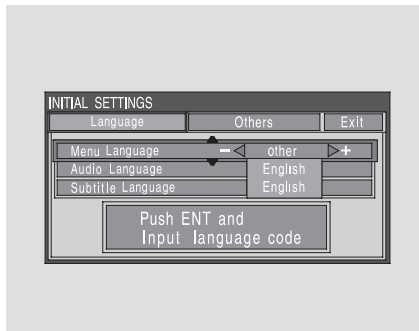 INITIAL SETTINGS
Language Others Exit
Menu Language − other +
Audio Language English
Subtitle Language English
Push ENT and
Input language code